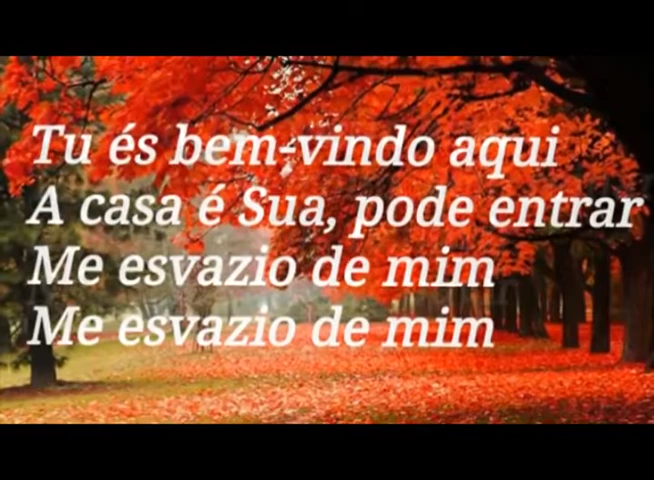 Tu és bem-vindo aqui
A casa é Sua, pode entrar
Me esvazio de mim
Me esvazio de mim